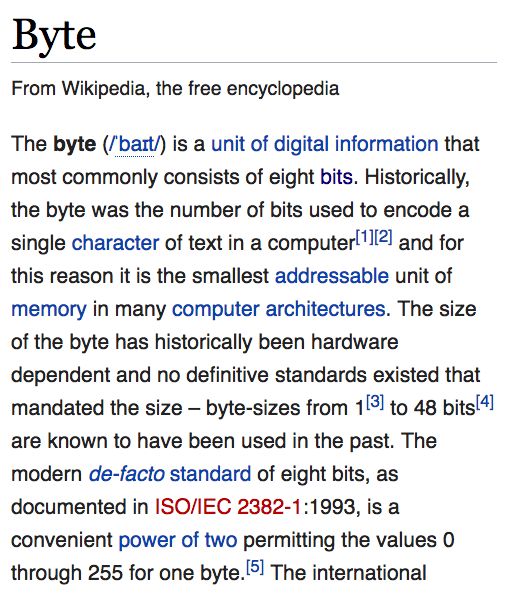 Byte
From Wikipedia, the free encyclopedia
The byte (/ˈbaɪt/) is a unit of digital information that
most commonly consists of eight bits. Historically,
the byte was the number of bits used to encode a
single character of text in a computer[1][2] and for
this reason it is the smallest addressable unit of
memory in many computer architectures. The size
of the byte has historically been hardware
dependent and no definitive standards existed that
mandated the size – byte-sizes from 1[3] to 48 bits[4]
are known to have been used in the past. The
modern de-facto standard of eight bits, as
documented in ISO/IEC 2382-1:1993, is a
convenient power of two permitting the values 0
through 255 for one byte.[5] The international